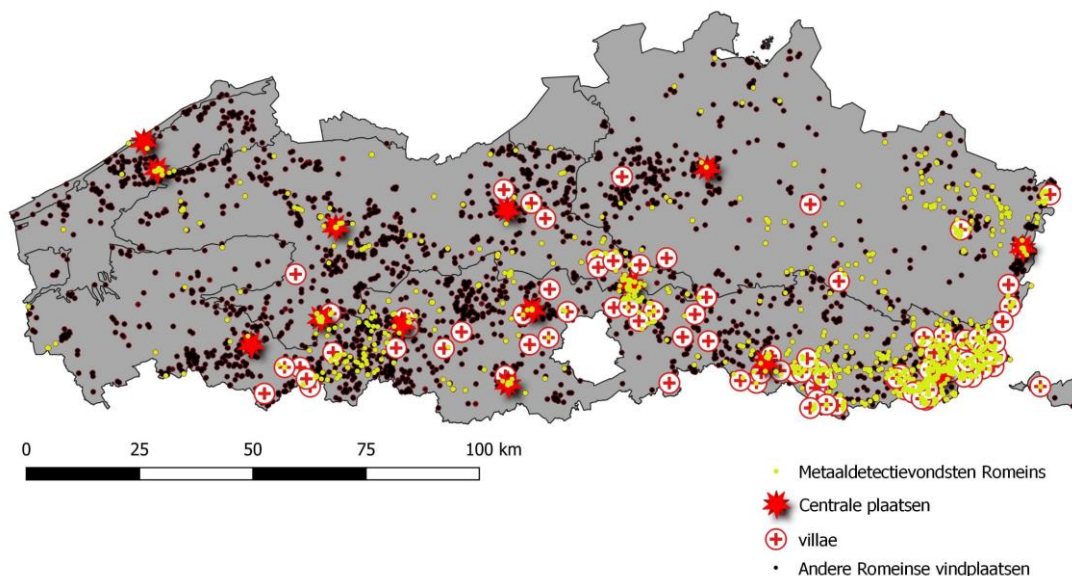 0 25 50 75 100 km
Metaaldetectievondsten Romeins
Centrale plaatsen
villae
Andere Romeinse vindplaatsen